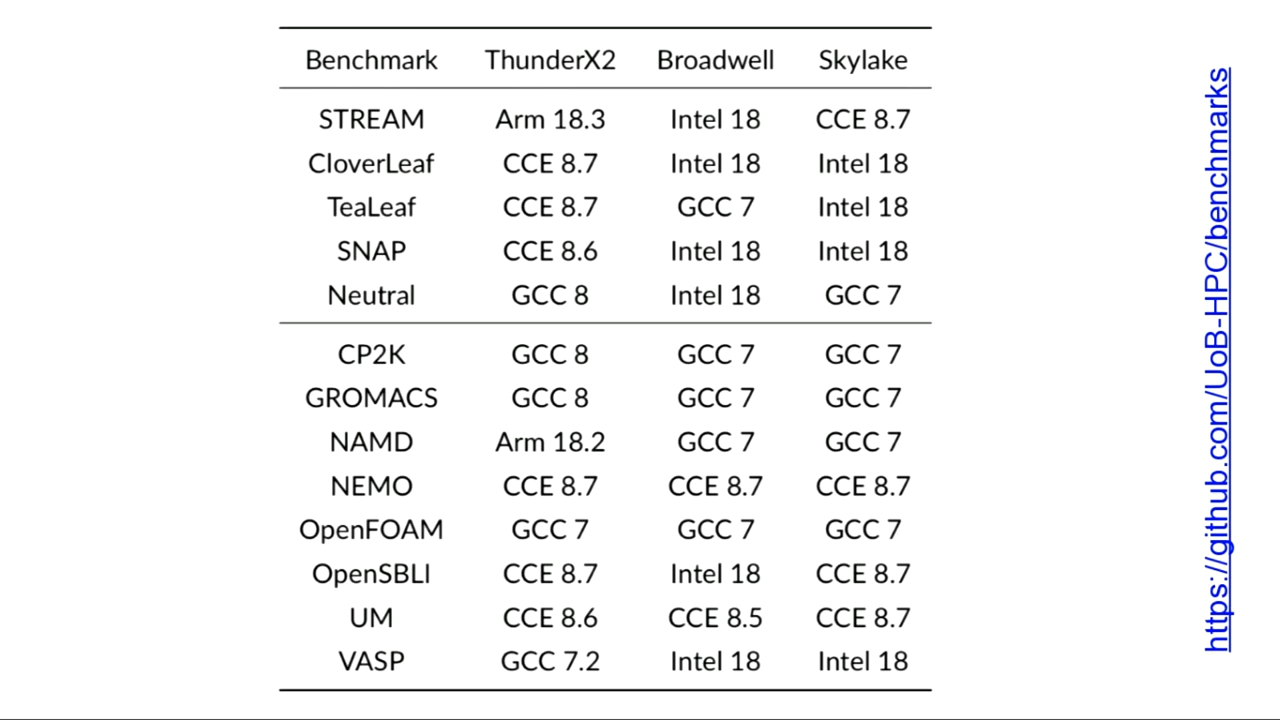 Benchmark ThunderX2 Broadwell Skylake
STREAM Arm 18.3 Intel 18 CCE 8.7
CloverLeaf CCE 8.7 Intel 18 Intel 18
TeaLeaf CCE 8.7 GCC 7 Intel 18
SNAP CCE 8.6 Intel 18 Intel 18
Neutral GCC 8 Intel 18 GCC 7
CP2K GCC 8 GCC 7 GCC 7
GROMACS GCC 8 GCC 7 GCC 7
NAMD Arm 18.2 GCC 7 GCC 7
NEMO CCE 8.7 CCE 8.7 CCE 8.7
OpenFOAM GCC 7 GCC 7 GCC 7
OpenSBLI CCE 8.7 Intel 18 CCE 8.7
UM CCE 8.6 CCE 8.5 CCE 8.7
VASP GCC 7.2 Intel 18 Intel 18
https://github.com/UoB-HPC/benchmarks